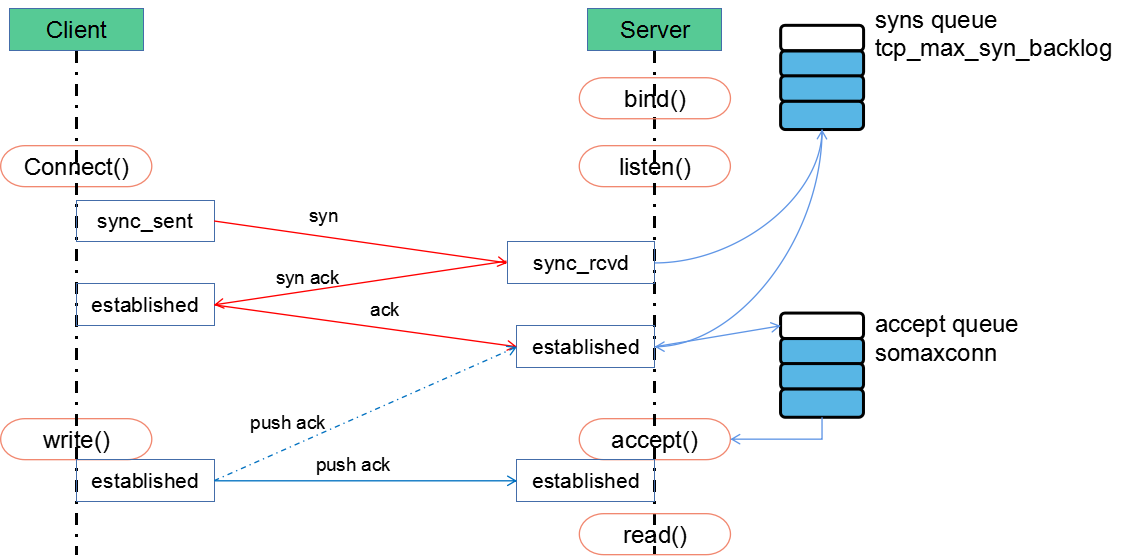 Client
Server
syns queue
tcp_max_syn_backlog
bind()
Connect()
listen()
sync_sent
syn
sync_rcvd
syn ack
established
ack
established
accept queue
somaxconn
push ack
write()
accept()
push ack
established
established
read()